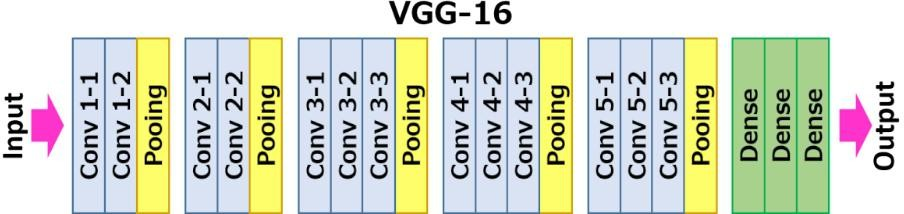 VGG-16
Input
Conv 1-1
Conv 1-2
Pooing
Conv 2-1
Conv 2-2
Pooing
Conv 3-1
Conv 3-2
Conv 3-3
Pooing
Conv 4-1
Conv 4-2
Conv 4-3
Pooing
Conv 5-1
Conv 5-2
Conv 5-3
Pooing
Dense
Dense
Dense
Output